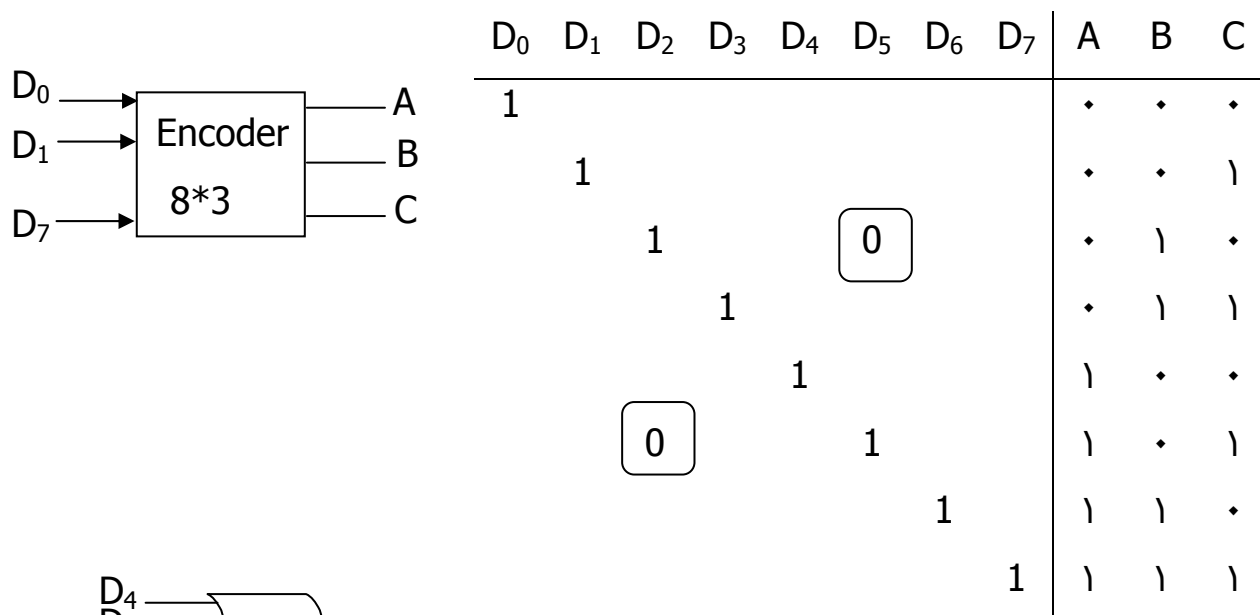 D₀ D₁ D₂ D₃ D₄ D₅ D₆ D₇ A B C
D₀ A
D₁ Encoder B
8*3
D₇ C
1 ٠ ٠ ٠
1 ٠ ٠ ١
1 0 ٠ ١ ٠
1 ٠ ١ ١
1 ١ ٠ ٠
0 1 ١ ٠ ١
1 ١ ١ ٠
1 ١ ١ ١
D₄